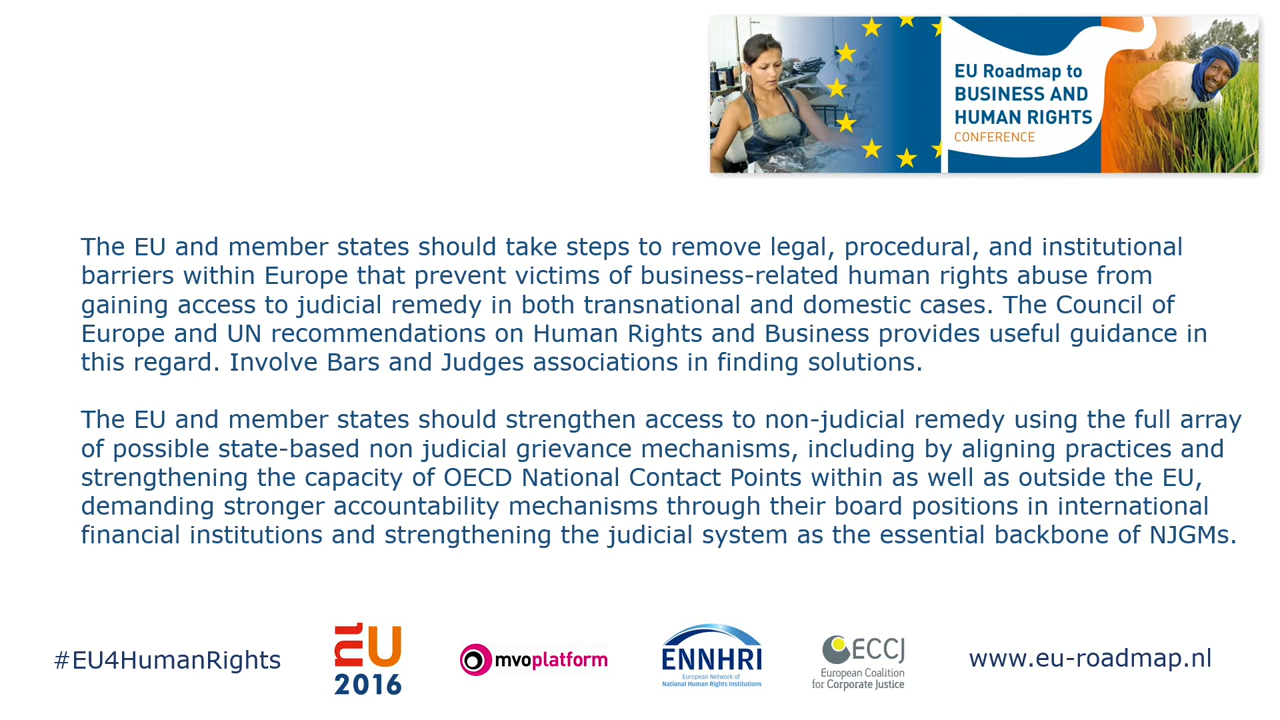 EU Roadmap to
BUSINESS AND
HUMAN RIGHTS
CONFERENCE
The EU and member states should take steps to remove legal, procedural, and institutional
barriers within Europe that prevent victims of business-related human rights abuse from
gaining access to judicial remedy in both transnational and domestic cases. The Council of
Europe and UN recommendations on Human Rights and Business provides useful guidance in
this regard. Involve Bars and Judges associations in finding solutions.
The EU and member states should strengthen access to non-judicial remedy using the full array
of possible state-based non judicial grievance mechanisms, including by aligning practices and
strengthening the capacity of OECD National Contact Points within as well as outside the EU,
demanding stronger accountability mechanisms through their board positions in international
financial institutions and strengthening the judicial system as the essential backbone of NJGMs.
#EU4HumanRights
nl EU
2016
mvoplatform
ENNHRI
European Network of
National Human Rights Institutions
ECCJ
European Coalition
for Corporate Justice
www.eu-roadmap.nl